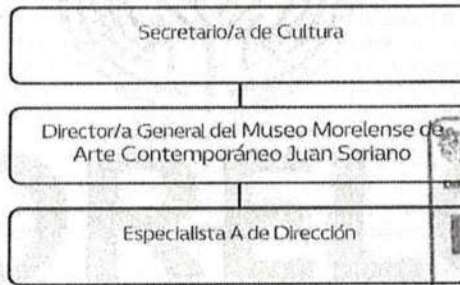 Secretario/a de Cultura
Director/a General del Museo Morelense de
Arte Contemporáneo Juan Soriano
Especialista A de Dirección